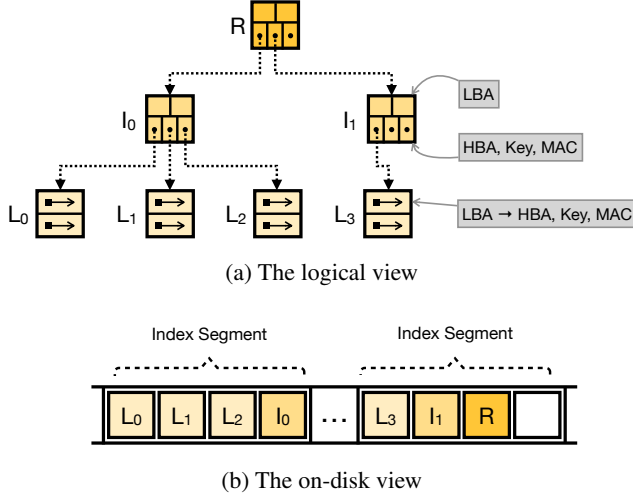 R
LBA
I0
I1
HBA, Key, MAC
L0
L1
L2
L3
LBA → HBA, Key, MAC
(a) The logical view
Index Segment
Index Segment
L0 L1 L2 I0 ... L3 I1 R
(b) The on-disk view